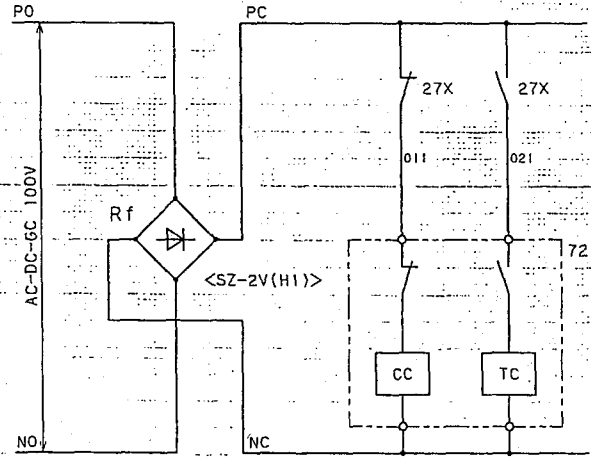 PO
PC
27X
27X
011
021
Rf
AC-DC-GC 100V
72
<SZ-2V(H1)>
CC
TC
NO
NC